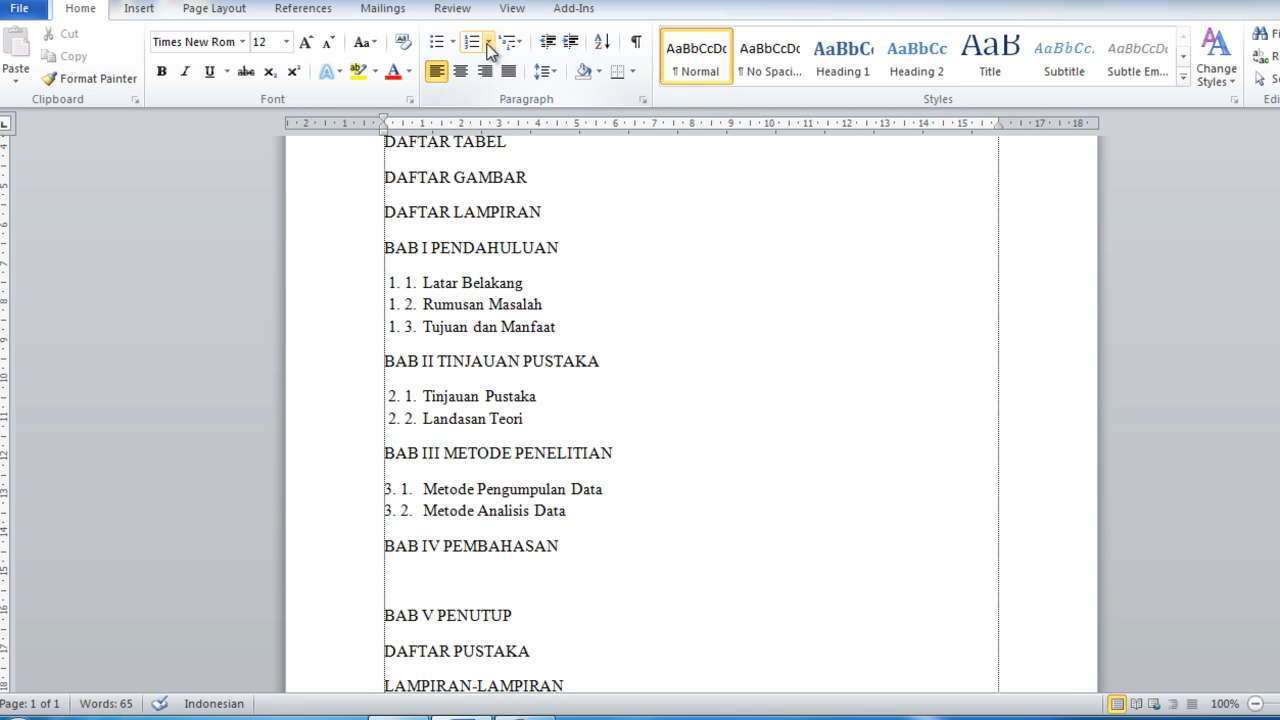 File Home Insert Page Layout References Mailings Review View Add-Ins
Cut
Copy
Format Painter
Paste
Times New Rom 12
AaBbCcDc AaBbCcDc AaBbC AaBbCc AaB AaBbCc. AaBbCcDc
¶ Normal ¶ No Spaci... Heading 1 Heading 2 Title Subtitle Subtle Em...
Change
Styles
Clipboard Font Paragraph Styles
DAFTAR TABEL
DAFTAR GAMBAR
DAFTAR LAMPIRAN
BAB I PENDAHULUAN
1. 1. Latar Belakang
1. 2. Rumusan Masalah
1. 3. Tujuan dan Manfaat
BAB II TINJAUAN PUSTAKA
2. 1. Tinjauan Pustaka
2. 2. Landasan Teori
BAB III METODE PENELITIAN
3. 1. Metode Pengumpulan Data
3. 2. Metode Analisis Data
BAB IV PEMBAHASAN
BAB V PENUTUP
DAFTAR PUSTAKA
LAMPIRAN-LAMPIRAN
Page: 1 of 1 Words: 65 Indonesian 100%